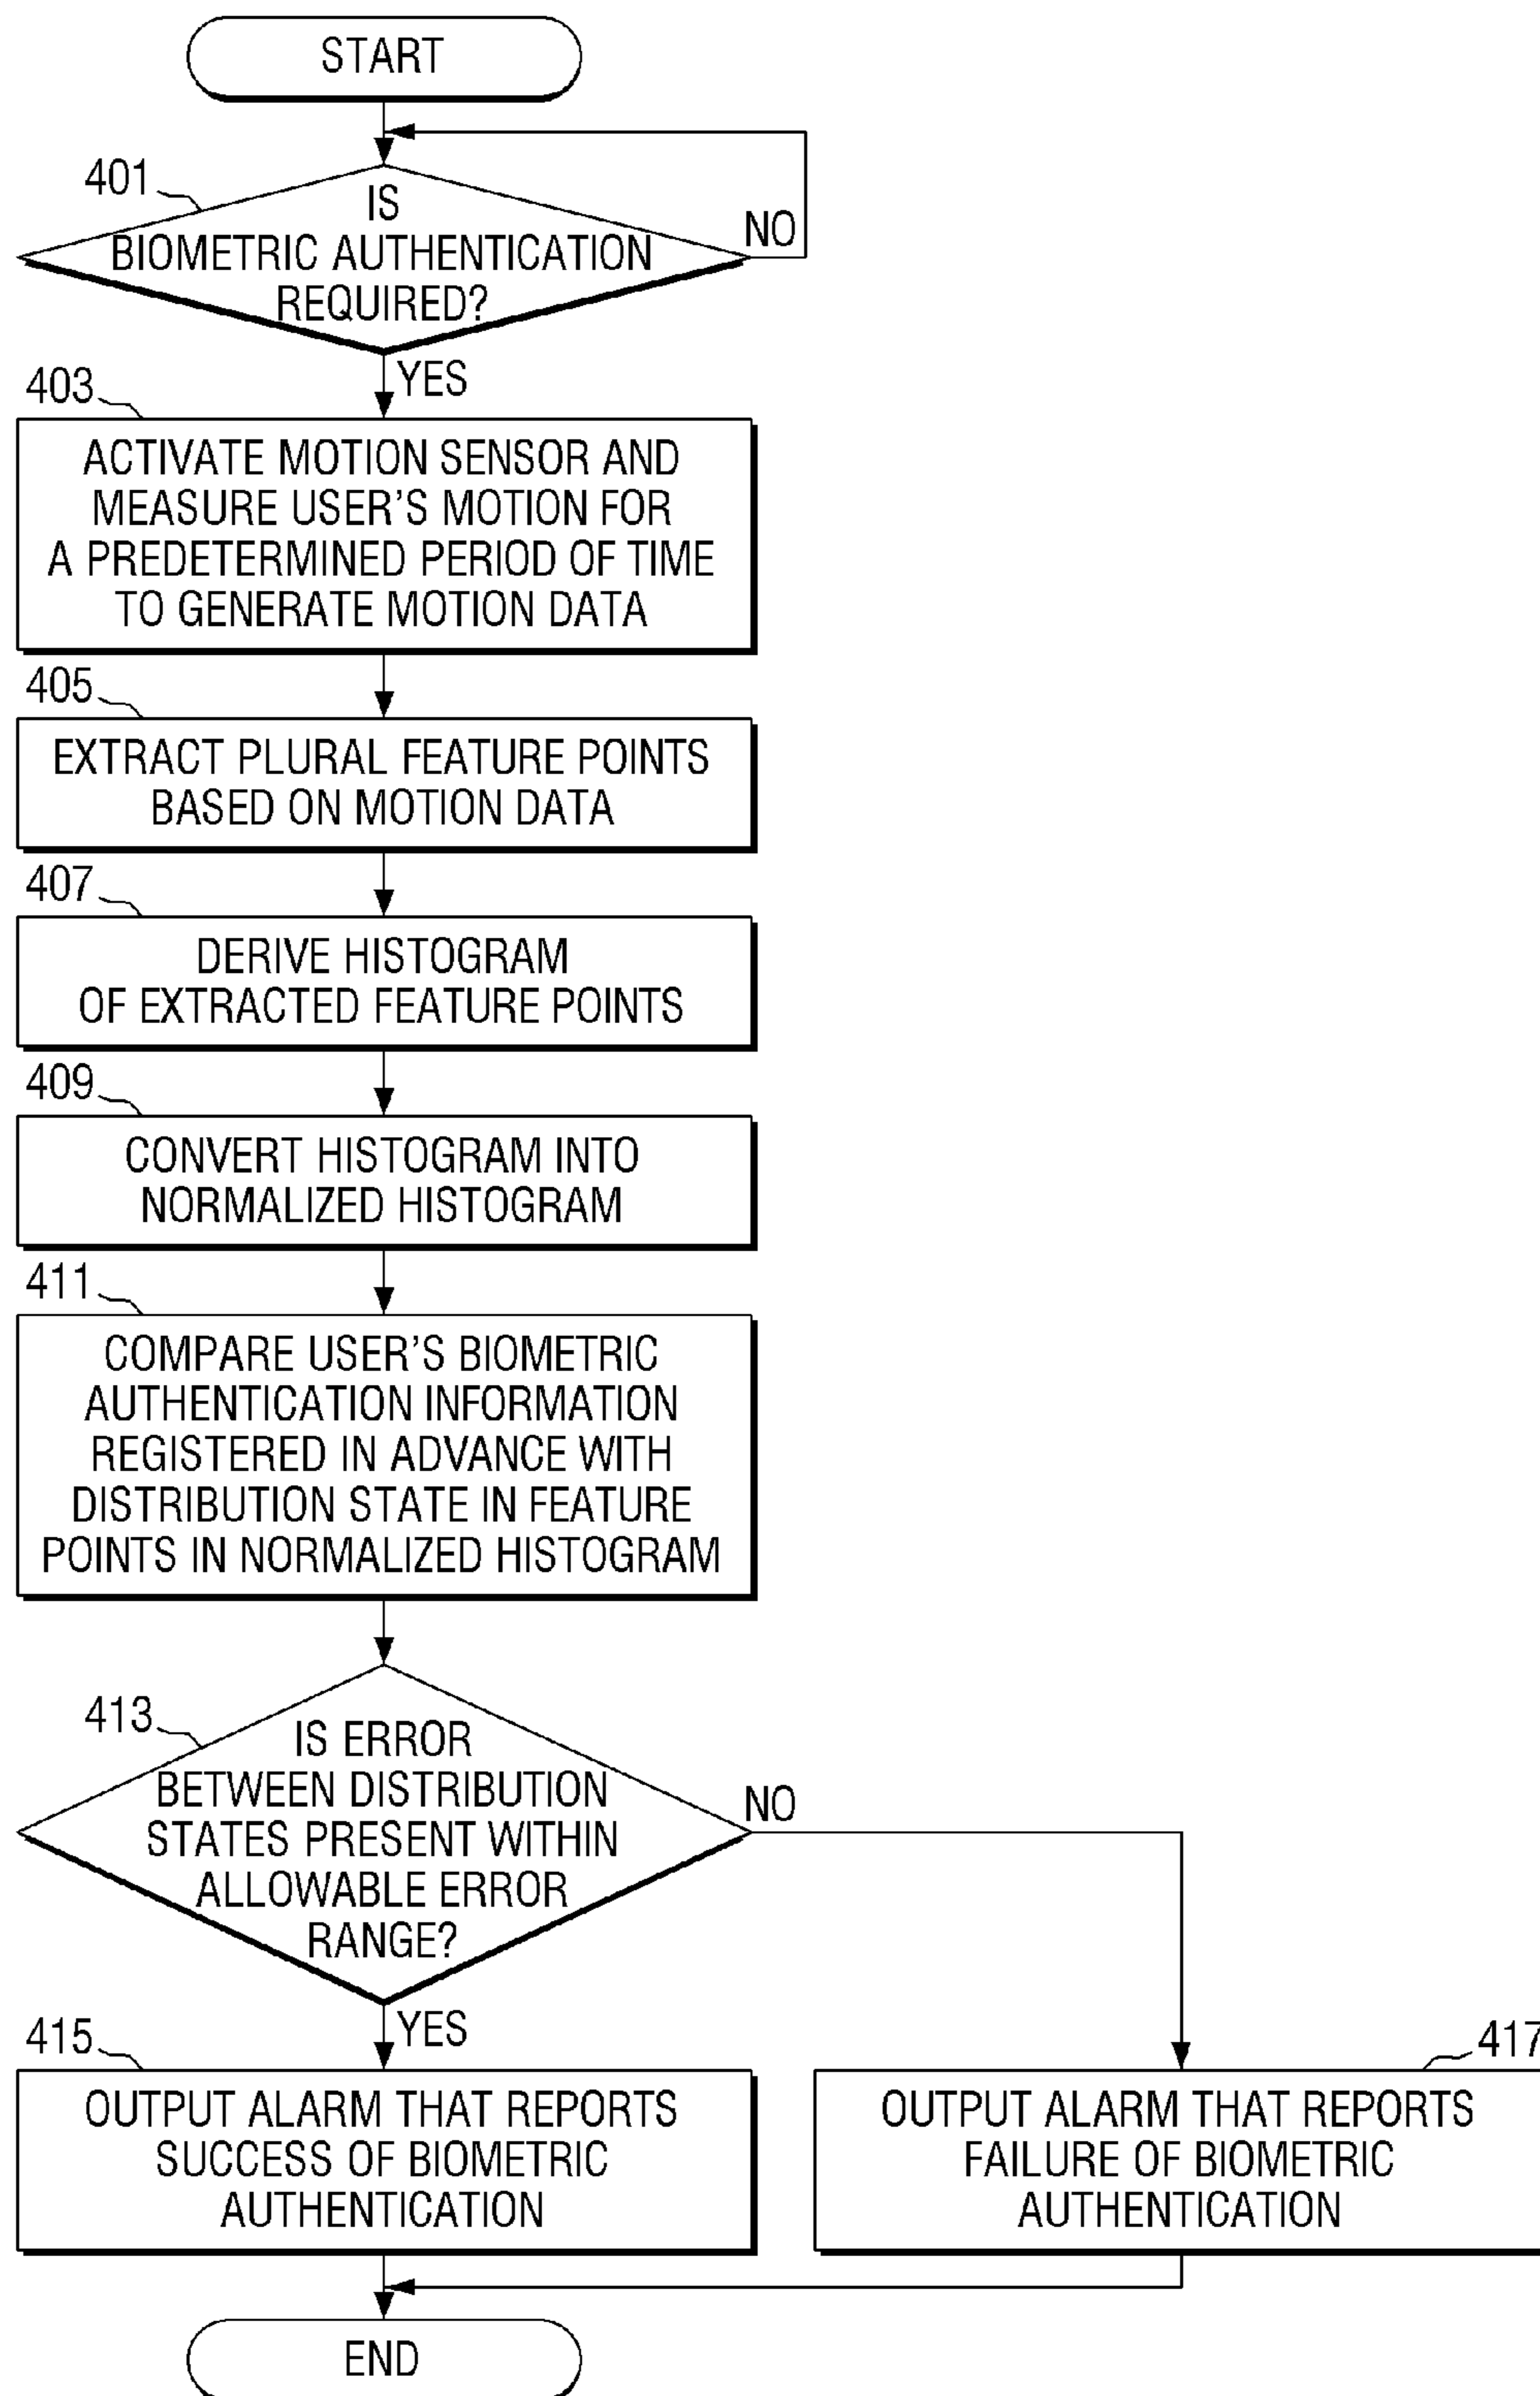 START
401
IS
BIOMETRIC AUTHENTICATION
REQUIRED?
NO
YES
403
ACTIVATE MOTION SENSOR AND
MEASURE USER'S MOTION FOR
A PREDETERMINED PERIOD OF TIME
TO GENERATE MOTION DATA
405
EXTRACT PLURAL FEATURE POINTS
BASED ON MOTION DATA
407
DERIVE HISTOGRAM
OF EXTRACTED FEATURE POINTS
409
CONVERT HISTOGRAM INTO
NORMALIZED HISTOGRAM
411
COMPARE USER'S BIOMETRIC
AUTHENTICATION INFORMATION
REGISTERED IN ADVANCE WITH
DISTRIBUTION STATE IN FEATURE
POINTS IN NORMALIZED HISTOGRAM
413
IS ERROR
BETWEEN DISTRIBUTION
STATES PRESENT WITHIN
ALLOWABLE ERROR
RANGE?
NO
YES
415
OUTPUT ALARM THAT REPORTS
SUCCESS OF BIOMETRIC
AUTHENTICATION
417
OUTPUT ALARM THAT REPORTS
FAILURE OF BIOMETRIC
AUTHENTICATION
END